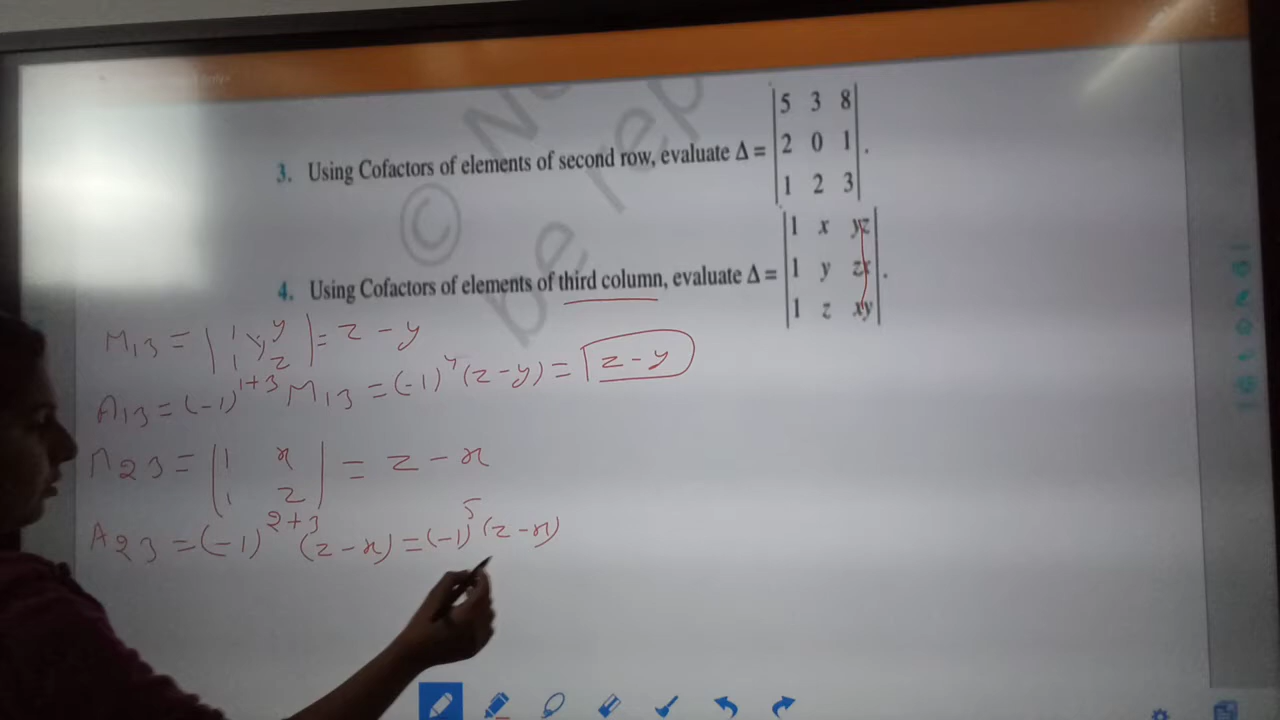 3. Using Cofactors of elements of second row, evaluate Δ = |5 3 8|
|2 0 1| .
|1 2 3|
4. Using Cofactors of elements of third column, evaluate Δ = |1 x yz|
|1 y zx| .
|1 z xy|
© N
be rep
M13 = |1 y| = z - y
|1 z|
A13 = (-1)^1+3 M13 = (-1)^4 (z-y) = z - y
M23 = |1 x| = z - x
|1 z|
A23 = (-1)^2+3 (z-x) = (-1)^5 (z-x)